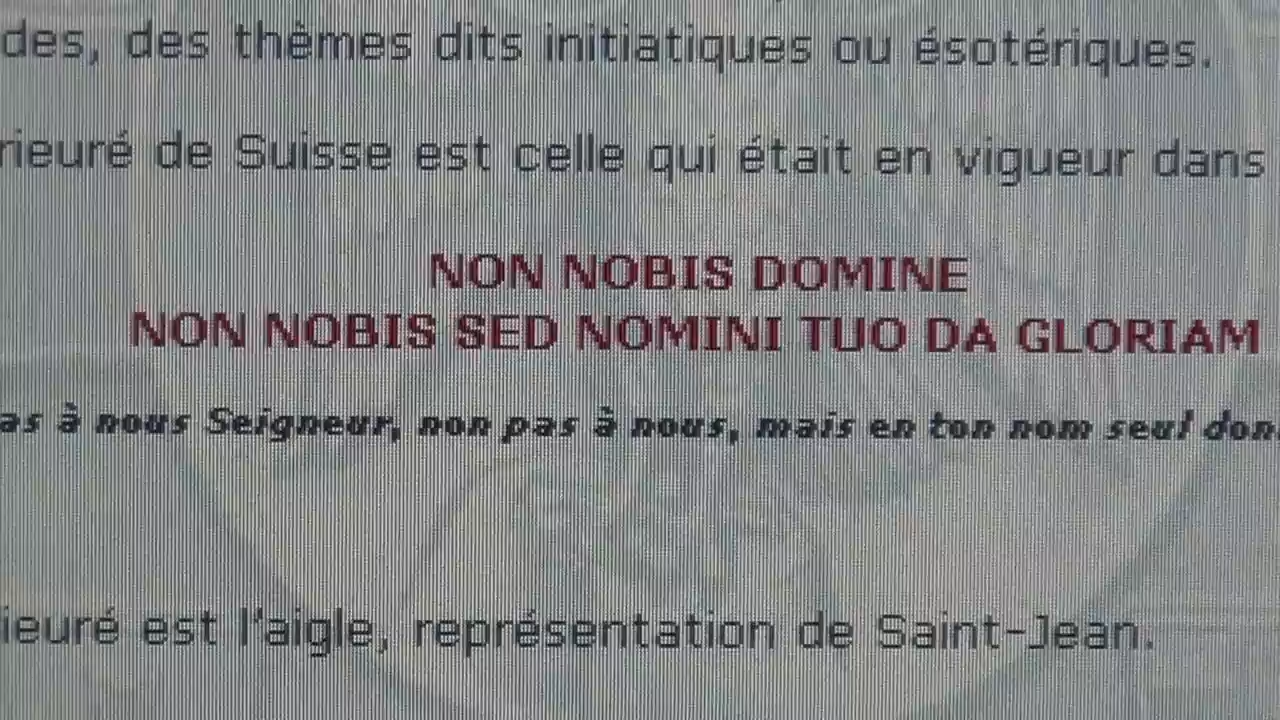 des, des thèmes dits initiatiques ou ésotériques.
rieuré de Suisse est celle qui était en vigueur dans
NON NOBIS DOMINE
NON NOBIS SED NOMINI TUO DA GLORIAM
as à nous Seigneur, non pas à nous, mais en ton nom seul don
ieuré est l'aigle, représentation de Saint-Jean.